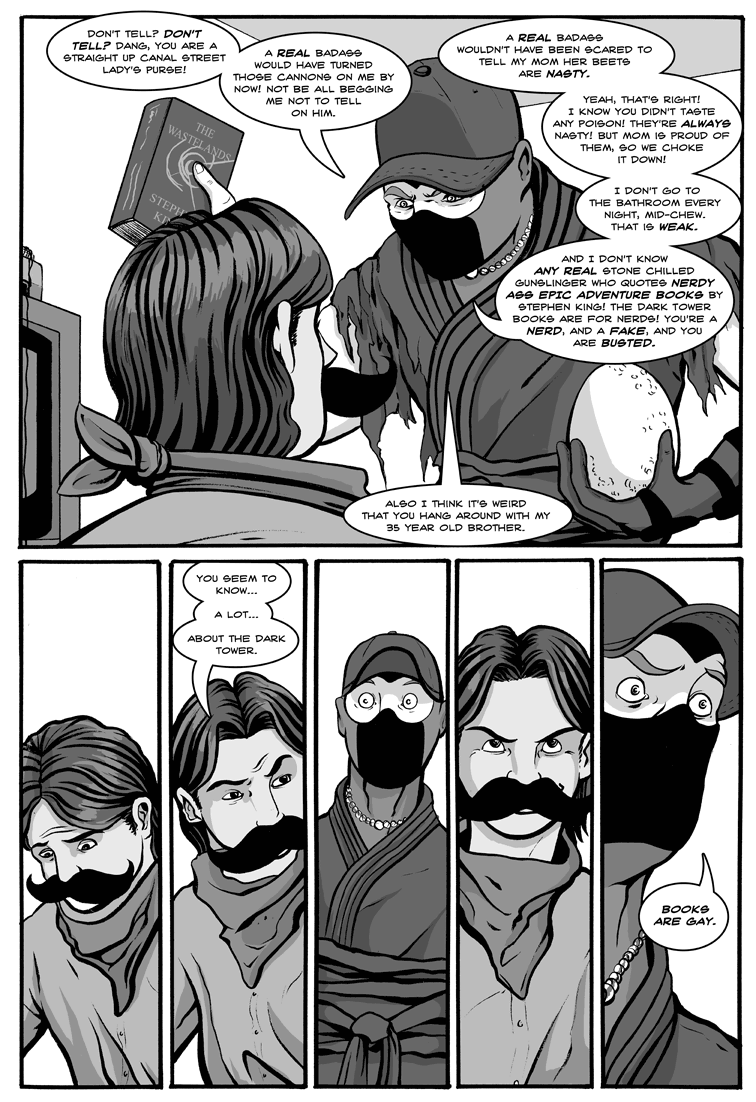 DON'T TELL? DON'T
TELL? DANG, YOU ARE A
STRAIGHT UP CANAL STREET
LADY'S PURSE!
A REAL BADASS
WOULD HAVE TURNED
THOSE CANNONS ON ME BY
NOW! NOT BE ALL BEGGING
ME NOT TO TELL
ON HIM.
A REAL BADASS
WOULDN'T HAVE BEEN SCARED TO
TELL MY MOM HER BEETS
ARE NASTY.
YEAH, THAT'S RIGHT!
I KNOW YOU DIDN'T TASTE
ANY POISON! THEY'RE ALWAYS
NASTY! BUT MOM IS PROUD OF
THEM, SO WE CHOKE
IT DOWN!
I DON'T GO TO
THE BATHROOM EVERY
NIGHT, MID-CHEW.
THAT IS WEAK.
AND I DON'T KNOW
ANY REAL STONE CHILLED
GUNSLINGER WHO QUOTES NERDY
ASS EPIC ADVENTURE BOOKS BY
STEPHEN KING! THE DARK TOWER
BOOKS ARE FOR NERDS! YOU'RE A
NERD, AND A FAKE, AND YOU
ARE BUSTED.
THE
WASTELANDS
STEPH
KIN
ALSO I THINK IT'S WEIRD
THAT YOU HANG AROUND WITH MY
35 YEAR OLD BROTHER.
YOU SEEM TO
KNOW...
A LOT...
ABOUT THE DARK
TOWER.
BOOKS
ARE GAY.